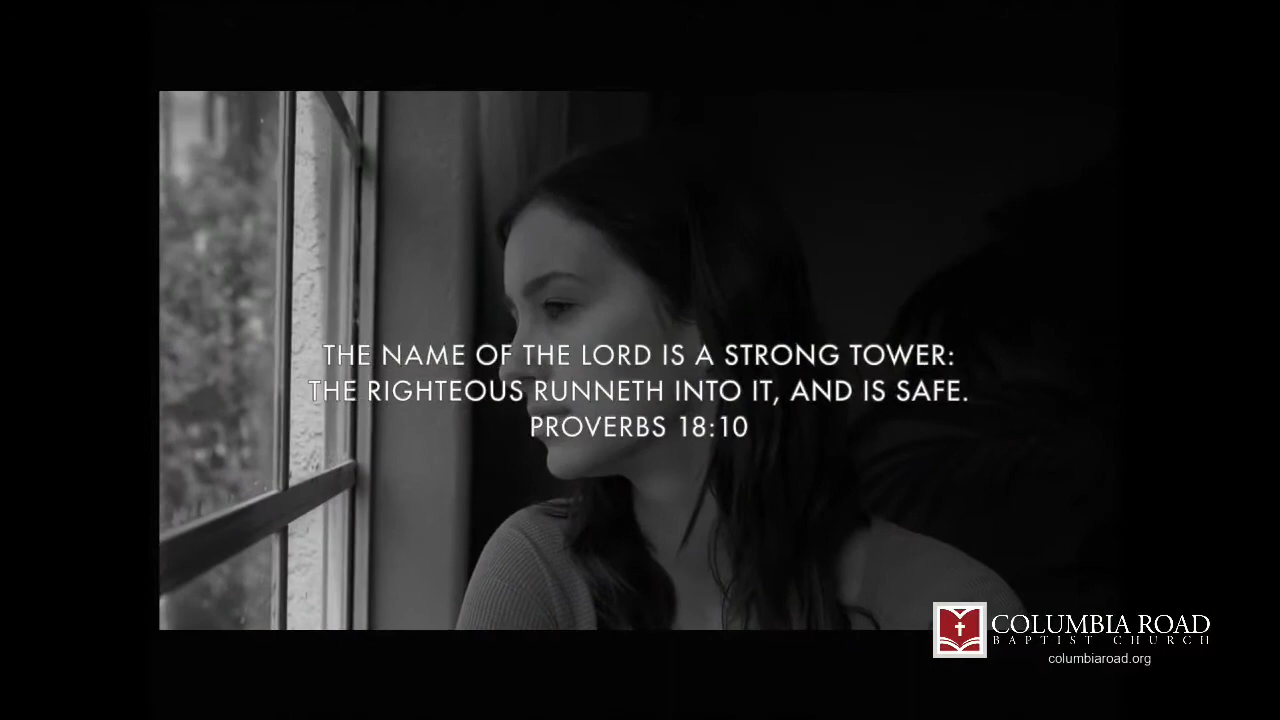 THE NAME OF THE LORD IS A STRONG TOWER:
THE RIGHTEOUS RUNNETH INTO IT, AND IS SAFE.
PROVERBS 18:10
COLUMBIA ROAD
BAPTIST CHURCH
columbiaroad.org